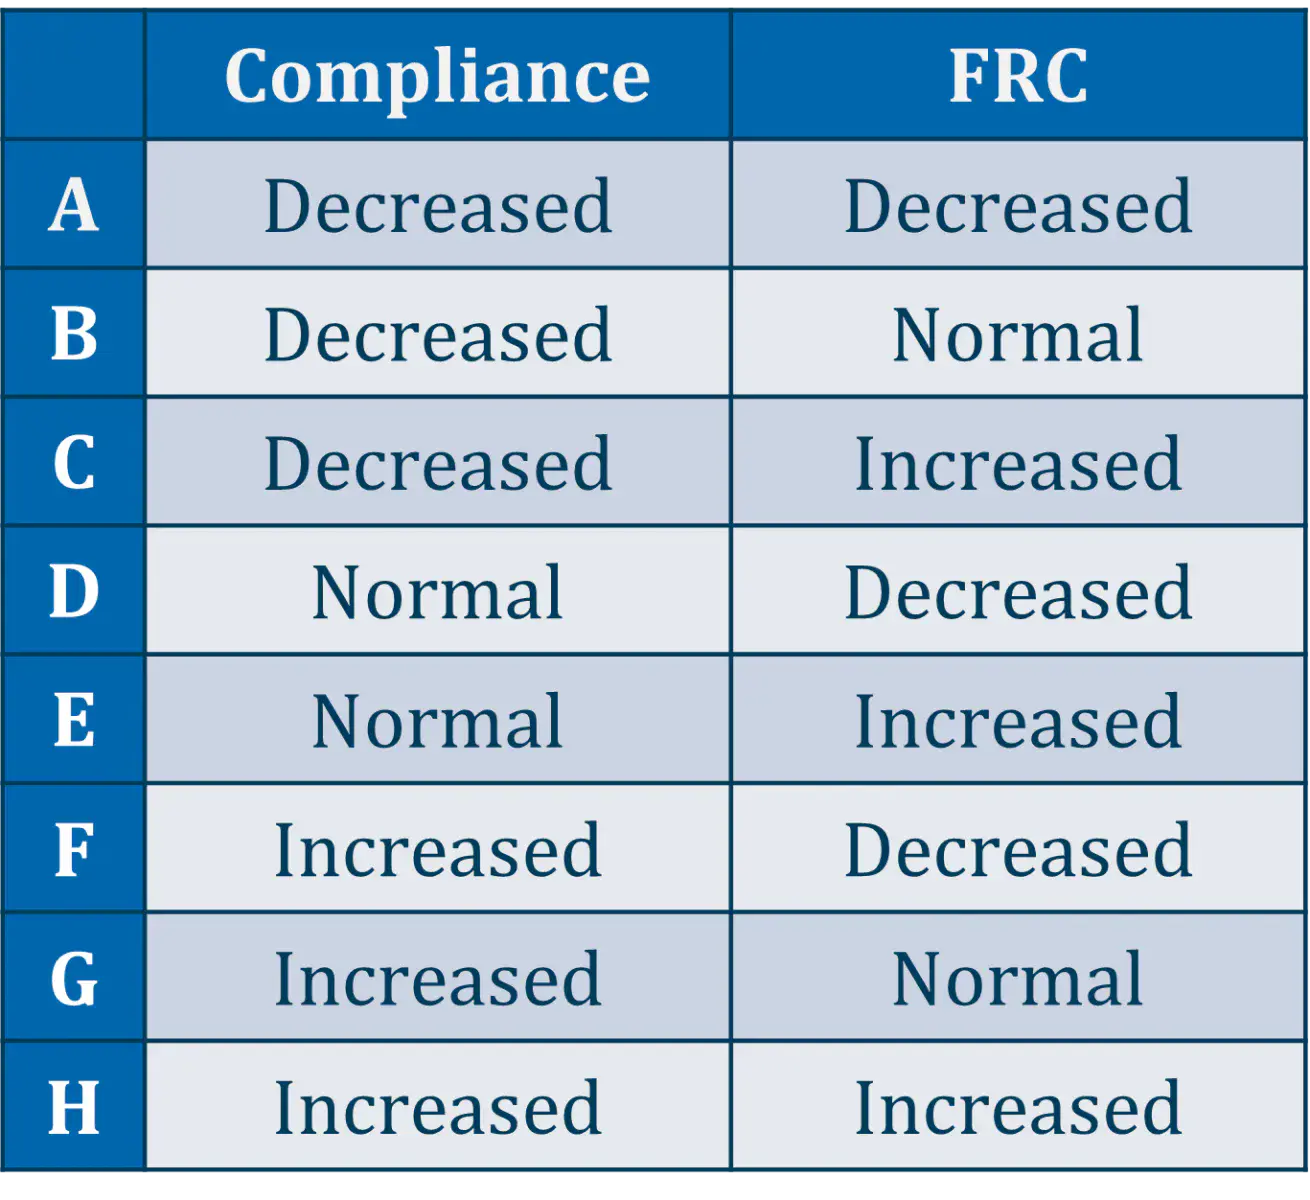 Compliance FRC
A Decreased Decreased
B Decreased Normal
C Decreased Increased
D Normal Decreased
E Normal Increased
F Increased Decreased
G Increased Normal
H Increased Increased